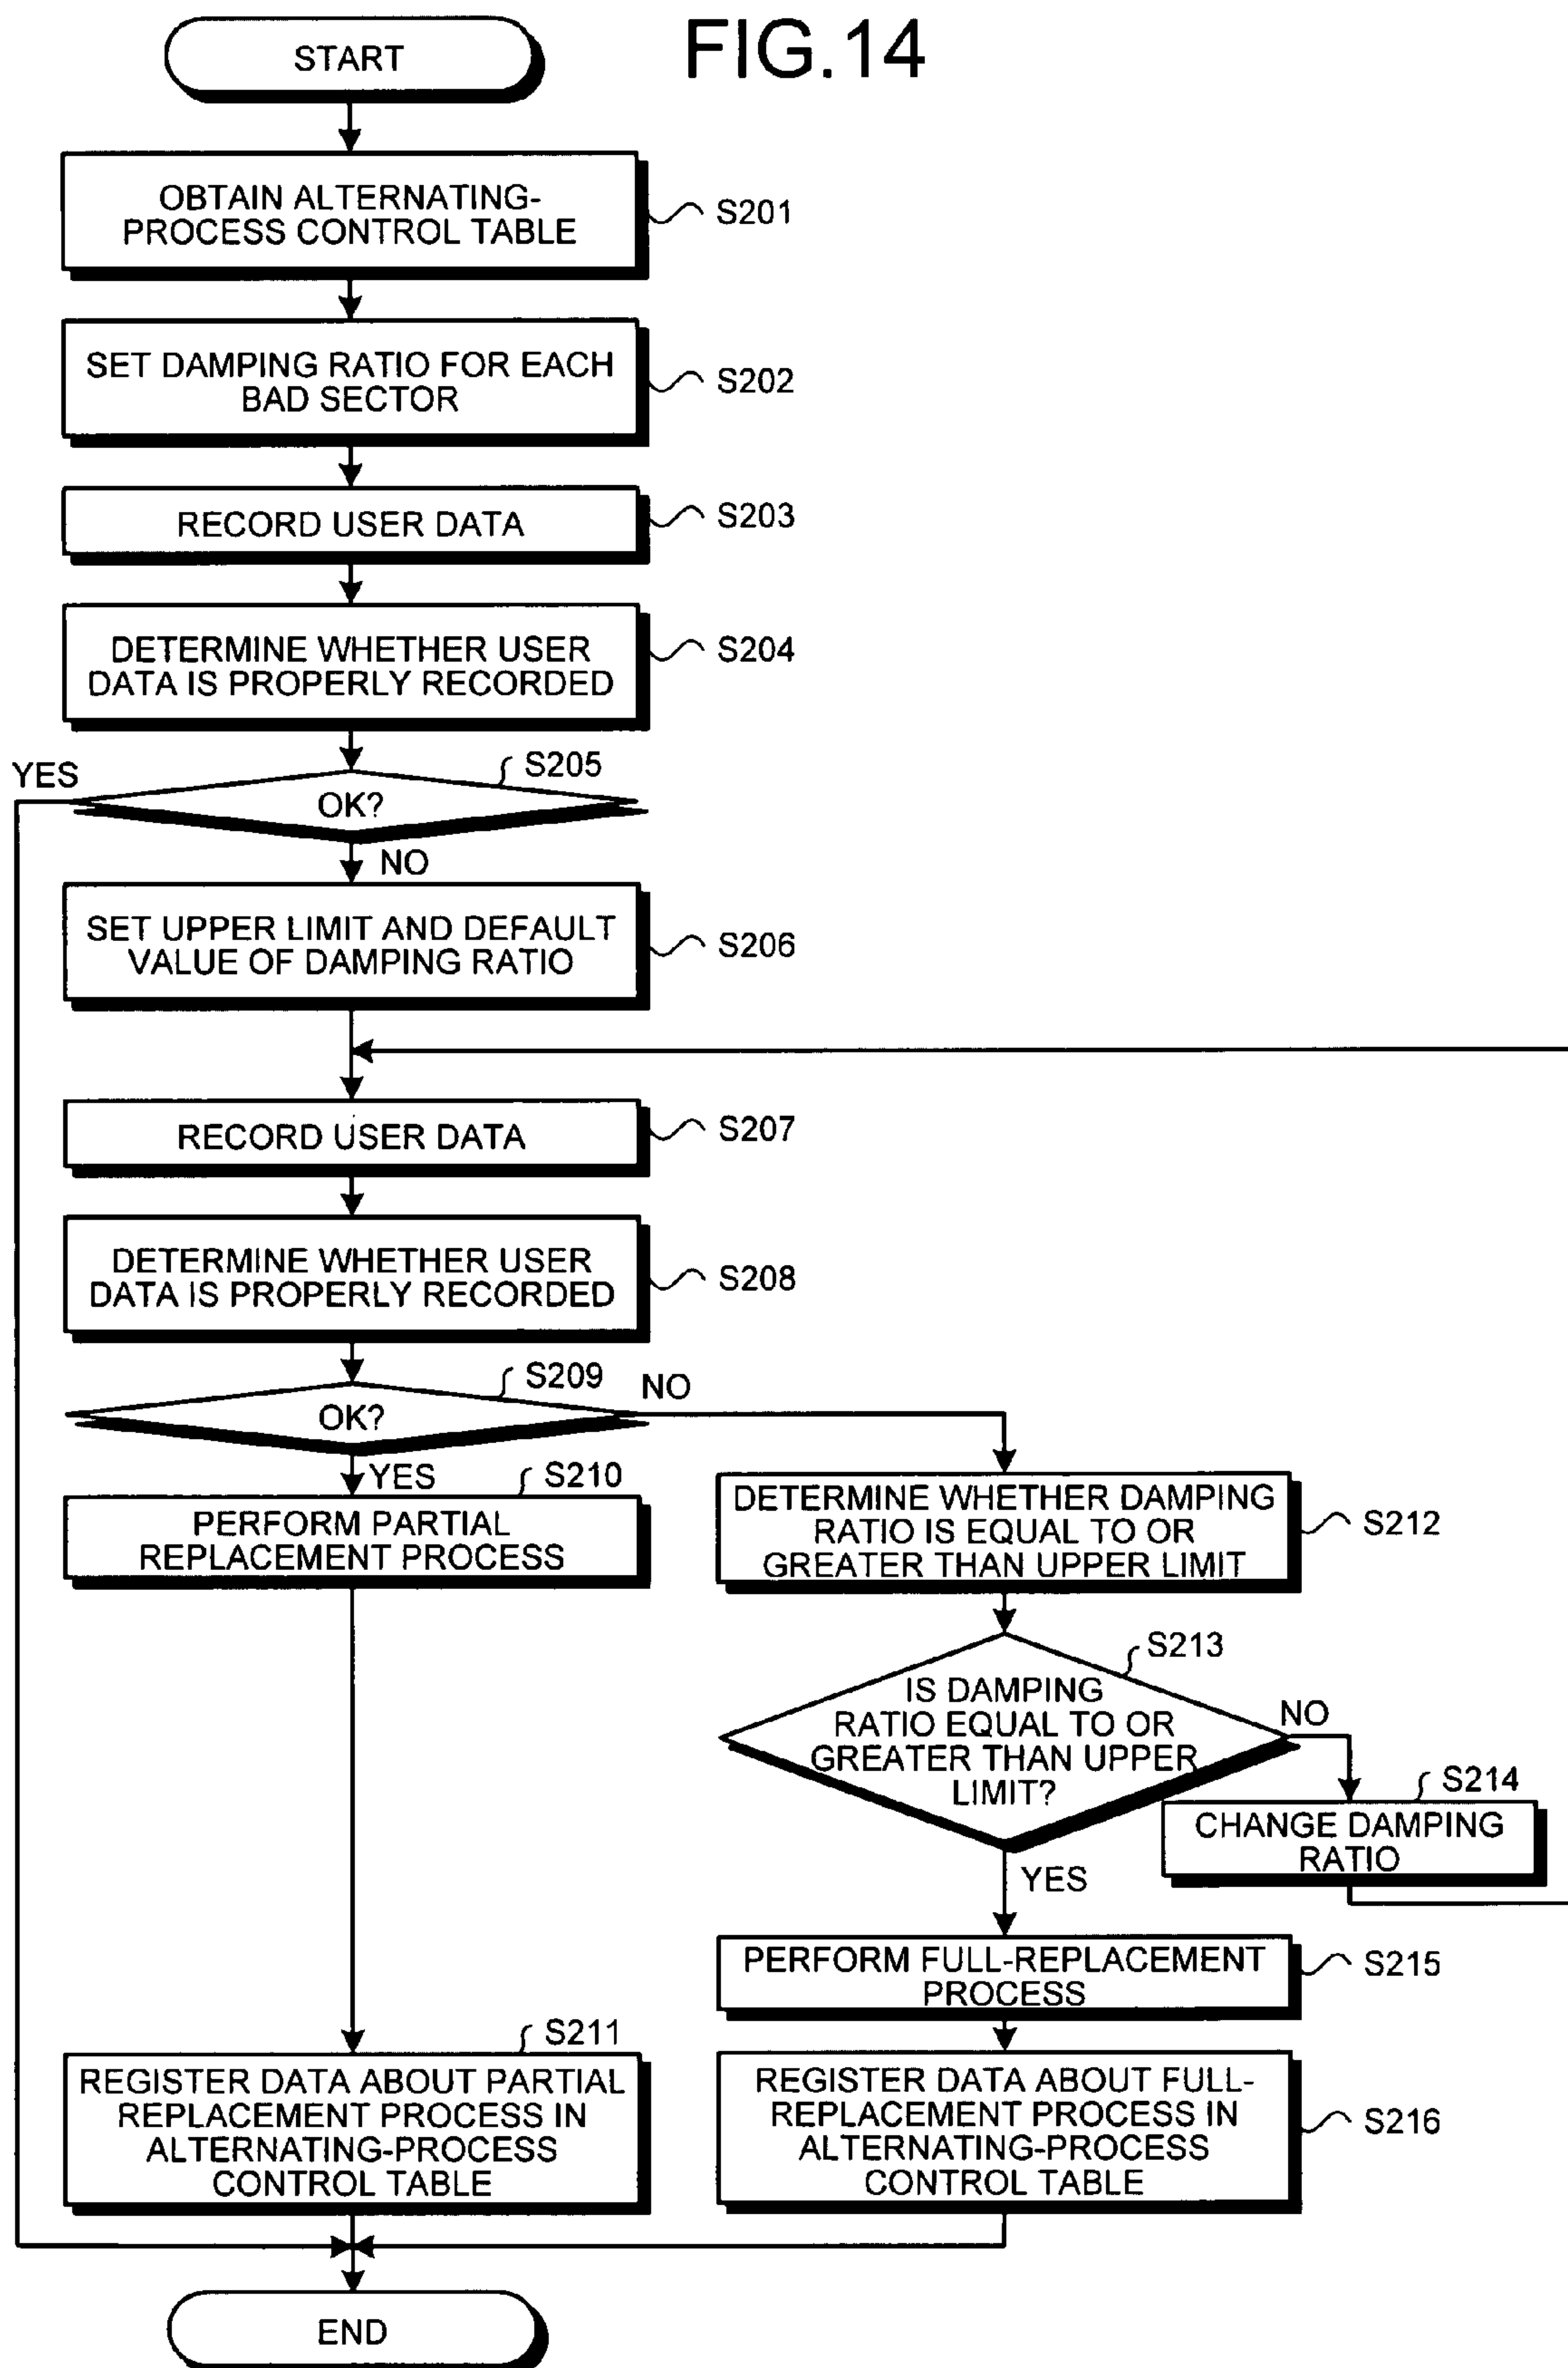 FIG.14
START
OBTAIN ALTERNATING-
PROCESS CONTROL TABLE
S201
SET DAMPING RATIO FOR EACH
BAD SECTOR
S202
RECORD USER DATA
S203
DETERMINE WHETHER USER
DATA IS PROPERLY RECORDED
S204
YES
S205
OK?
NO
SET UPPER LIMIT AND DEFAULT
VALUE OF DAMPING RATIO
S206
RECORD USER DATA
S207
DETERMINE WHETHER USER
DATA IS PROPERLY RECORDED
S208
S209
OK?
NO
YES
S210
PERFORM PARTIAL
REPLACEMENT PROCESS
DETERMINE WHETHER DAMPING
RATIO IS EQUAL TO OR
GREATER THAN UPPER LIMIT
S212
S213
IS DAMPING
RATIO EQUAL TO OR
GREATER THAN UPPER
LIMIT?
NO
S214
CHANGE DAMPING
RATIO
YES
PERFORM FULL-REPLACEMENT
PROCESS
S215
S211
REGISTER DATA ABOUT PARTIAL
REPLACEMENT PROCESS IN
ALTERNATING-PROCESS
CONTROL TABLE
REGISTER DATA ABOUT FULL-
REPLACEMENT PROCESS IN
ALTERNATING-PROCESS
CONTROL TABLE
S216
END